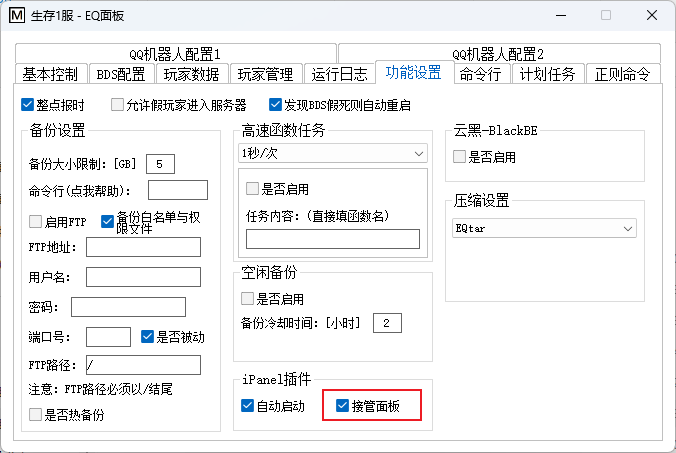 M 生存1服 - EQ面板
QQ机器人配置1 QQ机器人配置2
基本控制 BDS配置 玩家数据 玩家管理 运行日志 功能设置 命令行 计划任务 正则命令
整点报时 允许假玩家进入服务器 发现BDS假死则自动重启
备份设置
备份大小限制：[GB] 5
命令行(点我帮助)：
启用FTP 备份白名单与权
限文件
FTP地址：
用户名：
密码：
端口号： 是否被动
FTP路径： /
注意：FTP路径必须以/结尾
是否热备份
高速函数任务
1秒/次
是否启用
任务内容：(直接填函数名)
空闲备份
是否启用
备份冷却时间：[小时] 2
iPanel插件
自动启动 接管面板
云黑-BlackBE
是否启用
压缩设置
EQtar